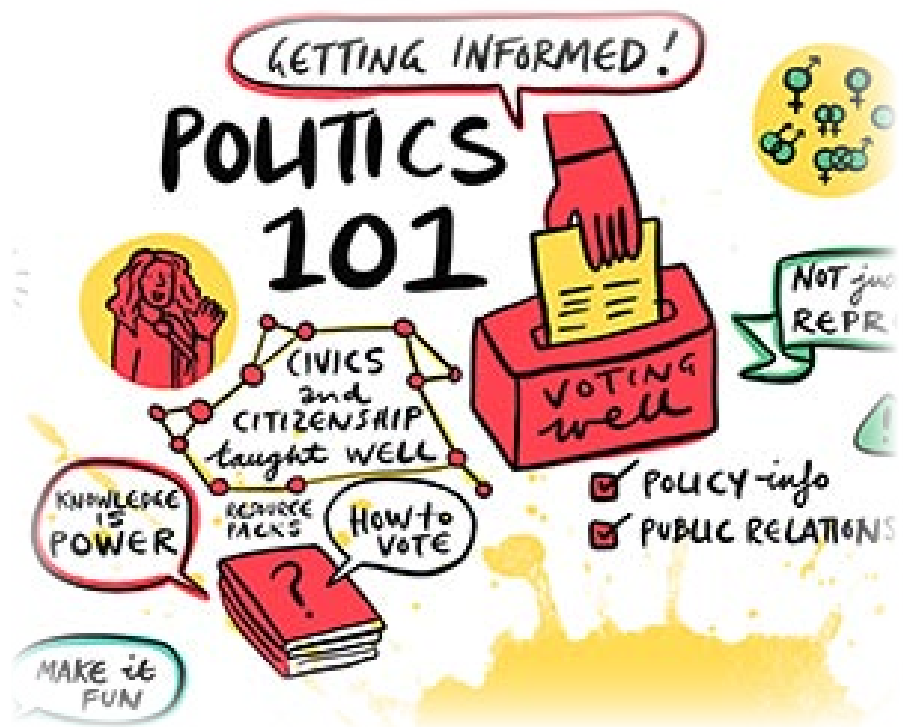 GETTING INFORMED!
POLITICS
101
NOT
REPR
CIVICS
and
CITIZENSHIP
taught WELL
VOTING
well
POLICY-info
PUBLIC RELATIONS
KNOWLEDGE
IS
POWER
RESOURCE
PACKS
HOW to
VOTE
?
MAKE it
FUN
!